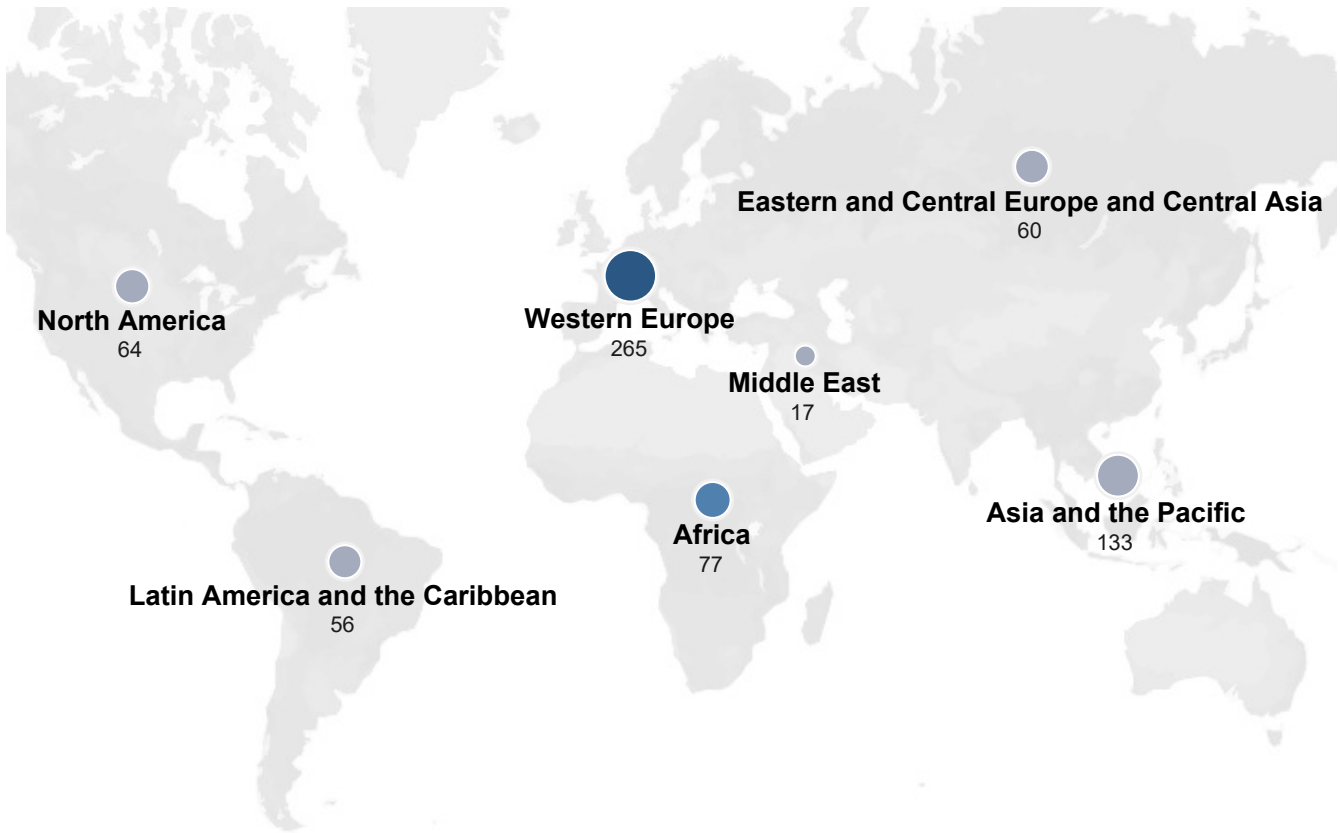 Eastern and Central Europe and Central Asia
60
North America
64
Western Europe
265
Middle East
17
Asia and the Pacific
133
Africa
77
Latin America and the Caribbean
56